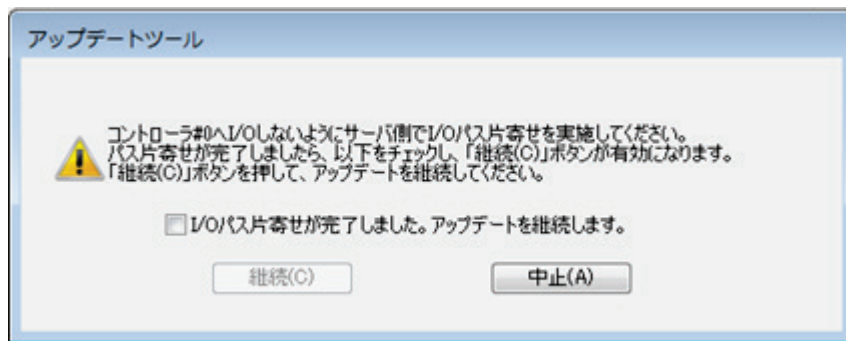 アップデートツール
コントローラ#0へI/Oしないようにサーバ側でI/Oパス片寄せを実施してください。
パス片寄せが完了しましたら、以下をチェックし、「継続(C)」ボタンが有効になります。
「継続(C)」ボタンを押して、アップデートを継続してください。
I/Oパス片寄せが完了しました。アップデートを継続します。
継続(C)
中止(A)